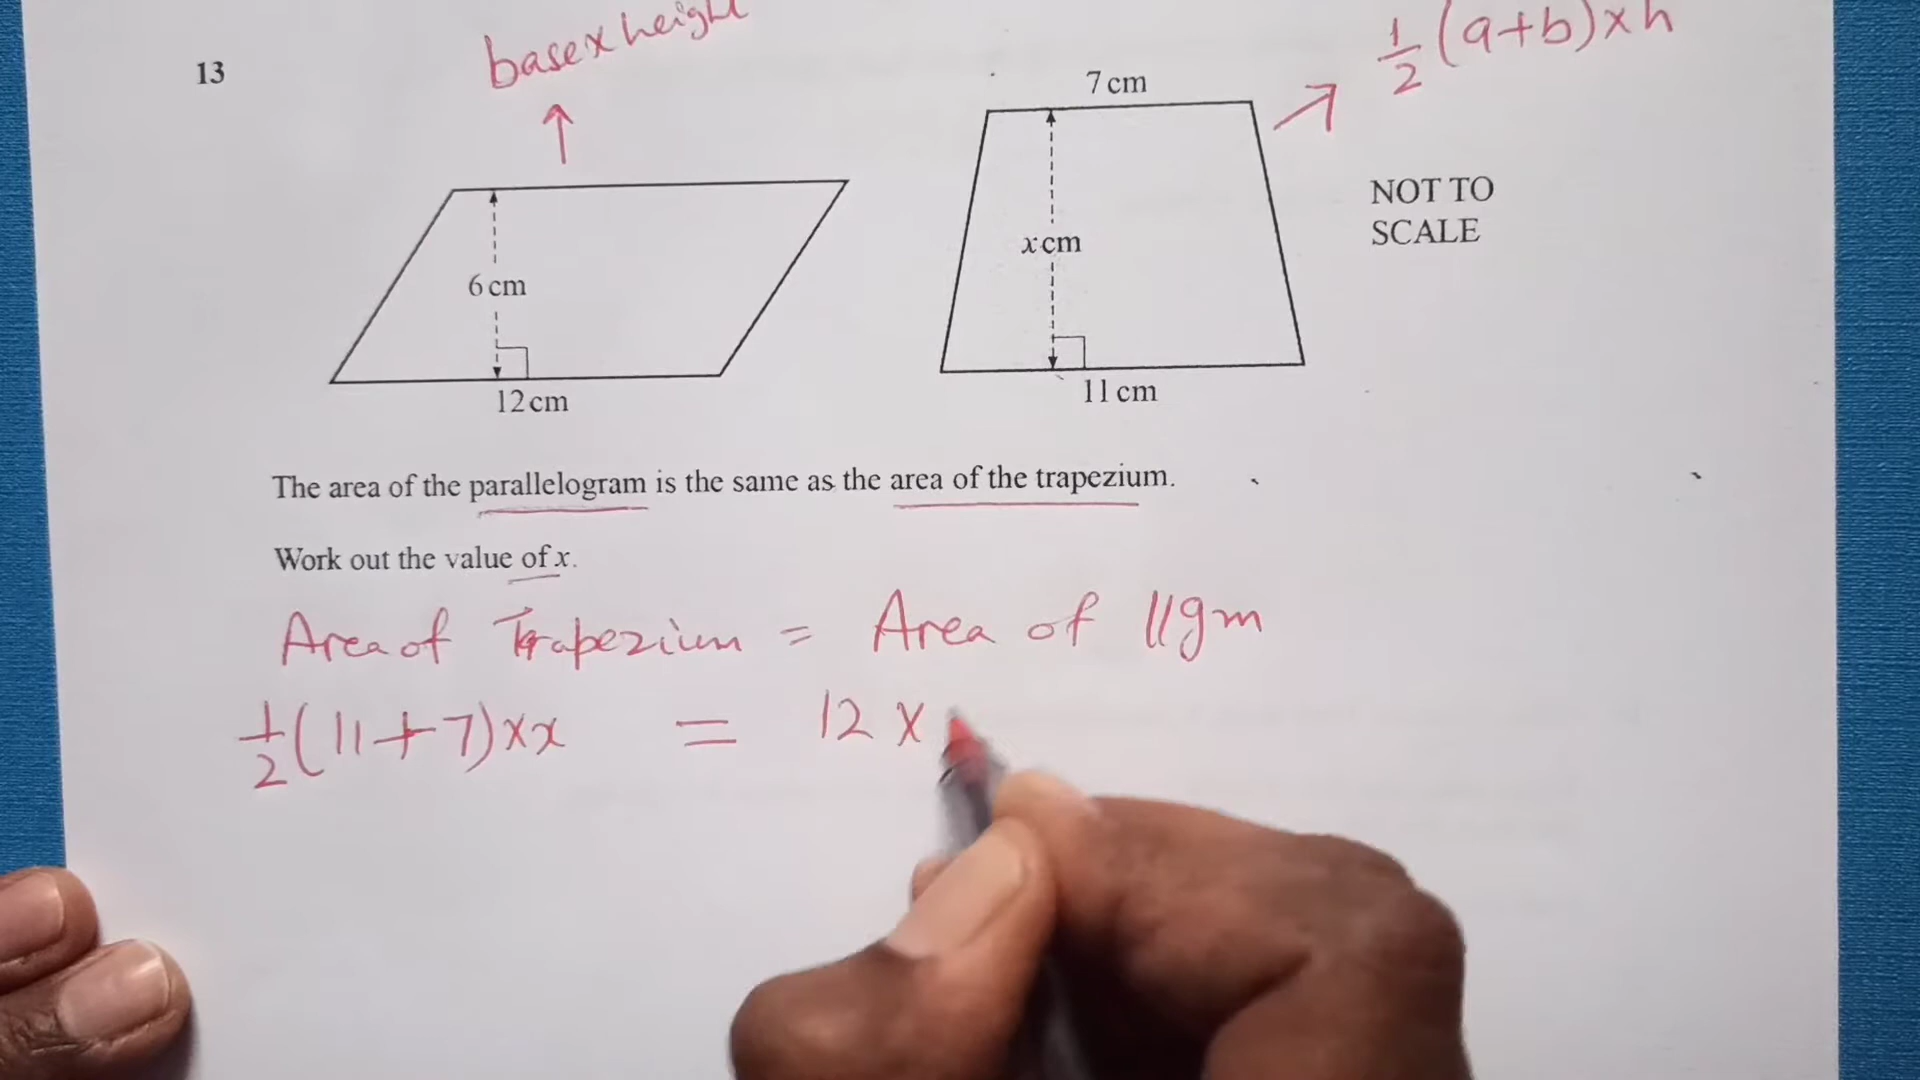 base x height
1/2 (a+b) x h
13
7 cm
NOT TO
SCALE
6 cm
x cm
12 cm
11 cm
The area of the parallelogram is the same as the area of the trapezium.
Work out the value of x.
Area of Trapezium = Area of llgm
1/2 (11+7) x x = 12 x